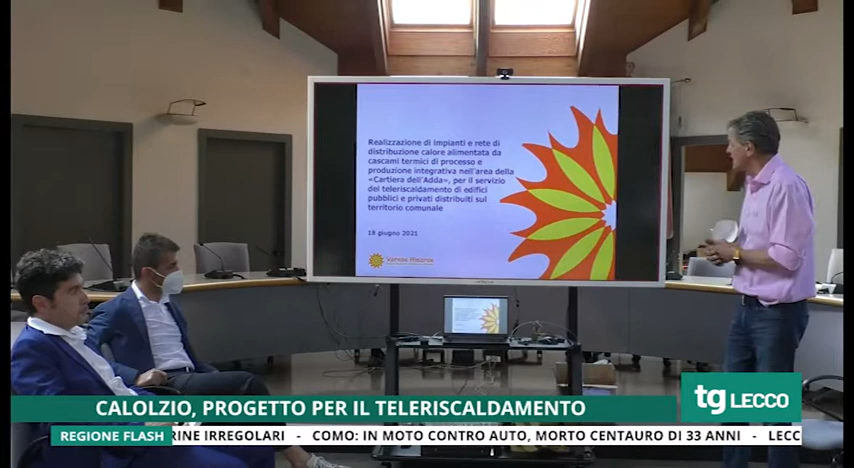 Realizzazione di impianti e rete di
distribuzione calore alimentata da
cascami termici di processo e
produzione integrativa nell'area della
«Cartiera dell'Adda», per il servizio
del teleriscaldamento di edifici
pubblici e privati distribuiti sul
territorio comunale
18 giugno 2021
Varese Risorse
tg LECCO
CALOLZIO, PROGETTO PER IL TELERISCALDAMENTO
REGIONE FLASH RINE IRREGOLARI - COMO: IN MOTO CONTRO AUTO, MORTO CENTAURO DI 33 ANNI - LECC